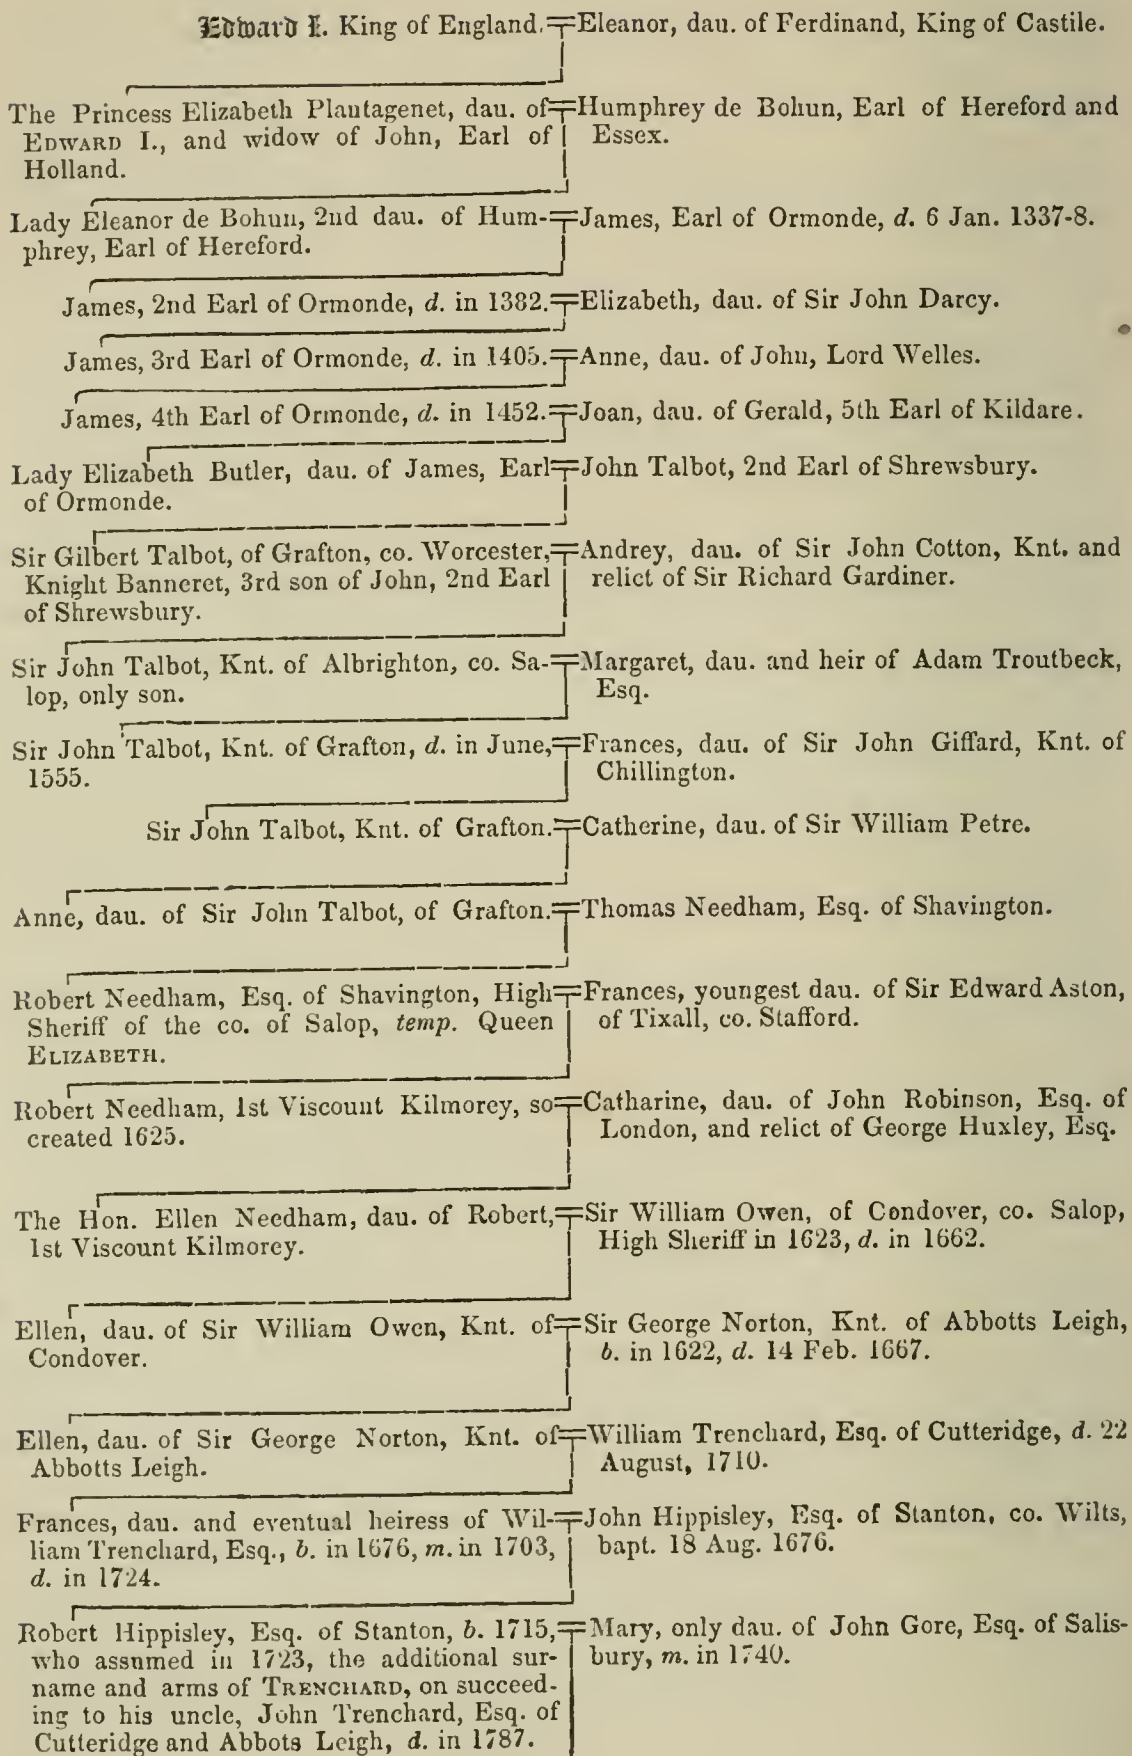 Edward I. King of England. Eleanor, dau. of Ferdinand, King of Castile.
The Princess Elizabeth Plantagenet, dau. of
EDWARD I., and widow of John, Earl of
Holland.
Humphrey de Bohun, Earl of Hereford and
Essex.
Lady Eleanor de Bohun, 2nd dau. of Hum-
phrey, Earl of Hereford.
James, Earl of Ormonde, d. 6 Jan. 1337-8.
James, 2nd Earl of Ormonde, d. in 1382. Elizabeth, dau. of Sir John Darcy.
James, 3rd Earl of Ormonde, d. in 1405. Anne, dau. of John, Lord Welles.
James, 4th Earl of Ormonde, d. in 1452. Joan, dau. of Gerald, 5th Earl of Kildare.
Lady Elizabeth Butler, dau. of James, Earl
of Ormonde.
John Talbot, 2nd Earl of Shrewsbury.
Sir Gilbert Talbot, of Grafton, co. Worcester,
Knight Banneret, 3rd son of John, 2nd Earl
of Shrewsbury.
Andrey, dau. of Sir John Cotton, Knt. and
relict of Sir Richard Gardiner.
Sir John Talbot, Knt. of Albrighton, co. Sa-
lop, only son.
Margaret, dau. and heir of Adam Troutbeck,
Esq.
Sir John Talbot, Knt. of Grafton, d. in June,
1555.
Frances, dau. of Sir John Giffard, Knt. of
Chillington.
Sir John Talbot, Knt. of Grafton. Catherine, dau. of Sir William Petre.
Anne, dau. of Sir John Talbot, of Grafton. Thomas Needham, Esq. of Shavington.
Robert Needham, Esq. of Shavington, High
Sheriff of the co. of Salop, temp. Queen
ELIZABETH.
Frances, youngest dau. of Sir Edward Aston,
of Tixall, co. Stafford.
Robert Needham, 1st Viscount Kilmorey, so
created 1625.
Catharine, dau. of John Robinson, Esq. of
London, and relict of George Huxley, Esq.
The Hon. Ellen Needham, dau. of Robert,
1st Viscount Kilmorey.
Sir William Owen, of Condover, co. Salop,
High Sheriff in 1623, d. in 1662.
Ellen, dau. of Sir William Owen, Knt. of
Condover.
Sir George Norton, Knt. of Abbotts Leigh,
b. in 1622, d. 14 Feb. 1667.
Ellen, dau. of Sir George Norton, Knt. of
Abbotts Leigh.
William Trenchard, Esq. of Cutteridge, d. 22
August, 1710.
Frances, dau. and eventual heiress of Wil-
liam Trenchard, Esq., b. in 1676, m. in 1703,
d. in 1724.
John Hippisley, Esq. of Stanton, co. Wilts,
bapt. 18 Aug. 1676.
Robert Hippisley, Esq. of Stanton, b. 1715,
who assumed in 1723, the additional sur-
name and arms of TRENCHARD, on succeed-
ing to his uncle, John Trenchard, Esq. of
Cutteridge and Abbots Leigh, d. in 1787.
Mary, only dau. of John Gore, Esq. of Salis-
bury, m. in 1740.